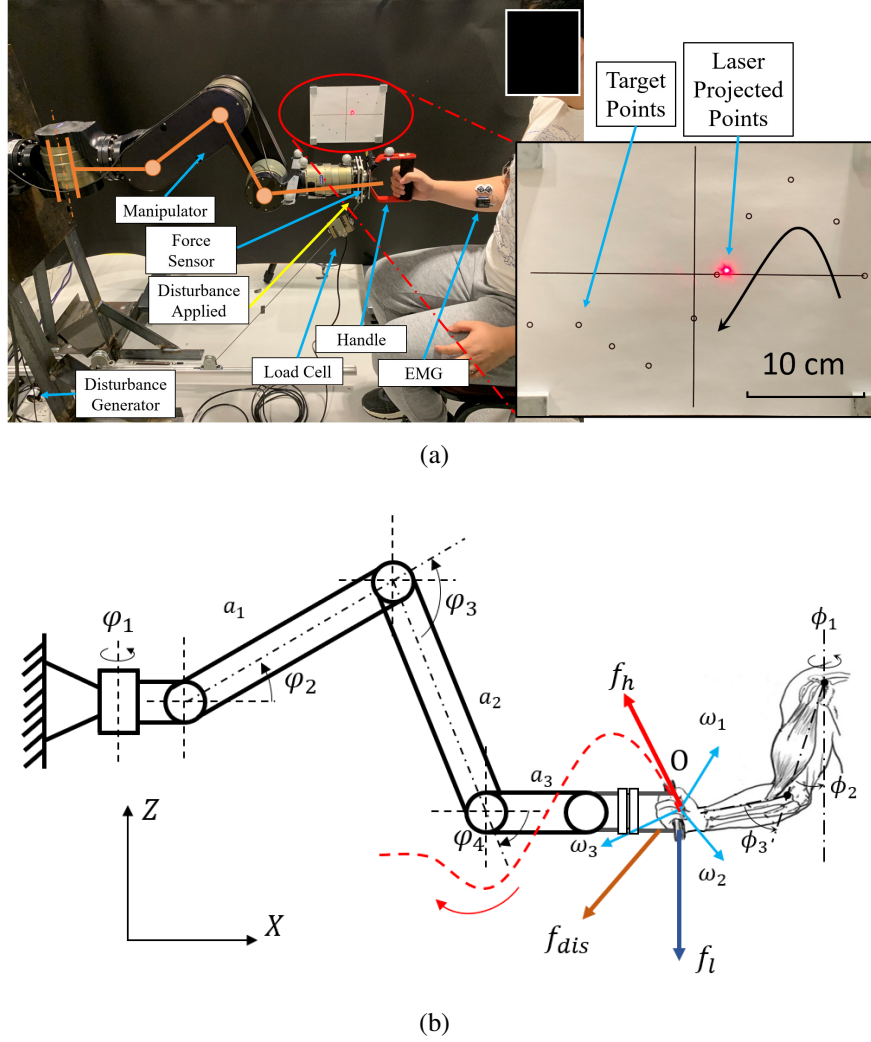 Target
Points
Laser
Projected
Points
Manipulator
Force
Sensor
Disturbance
Applied
Handle
Load Cell
EMG
Disturbance
Generator
10 cm
(a)
φ₁
a₁
φ₂
φ₃
a₂
a₃
φ₄
Z
X
f_h
O
ω₁
ω₂
ω₃
f_dis
f_l
ϕ₁
ϕ₂
ϕ₃
(b)